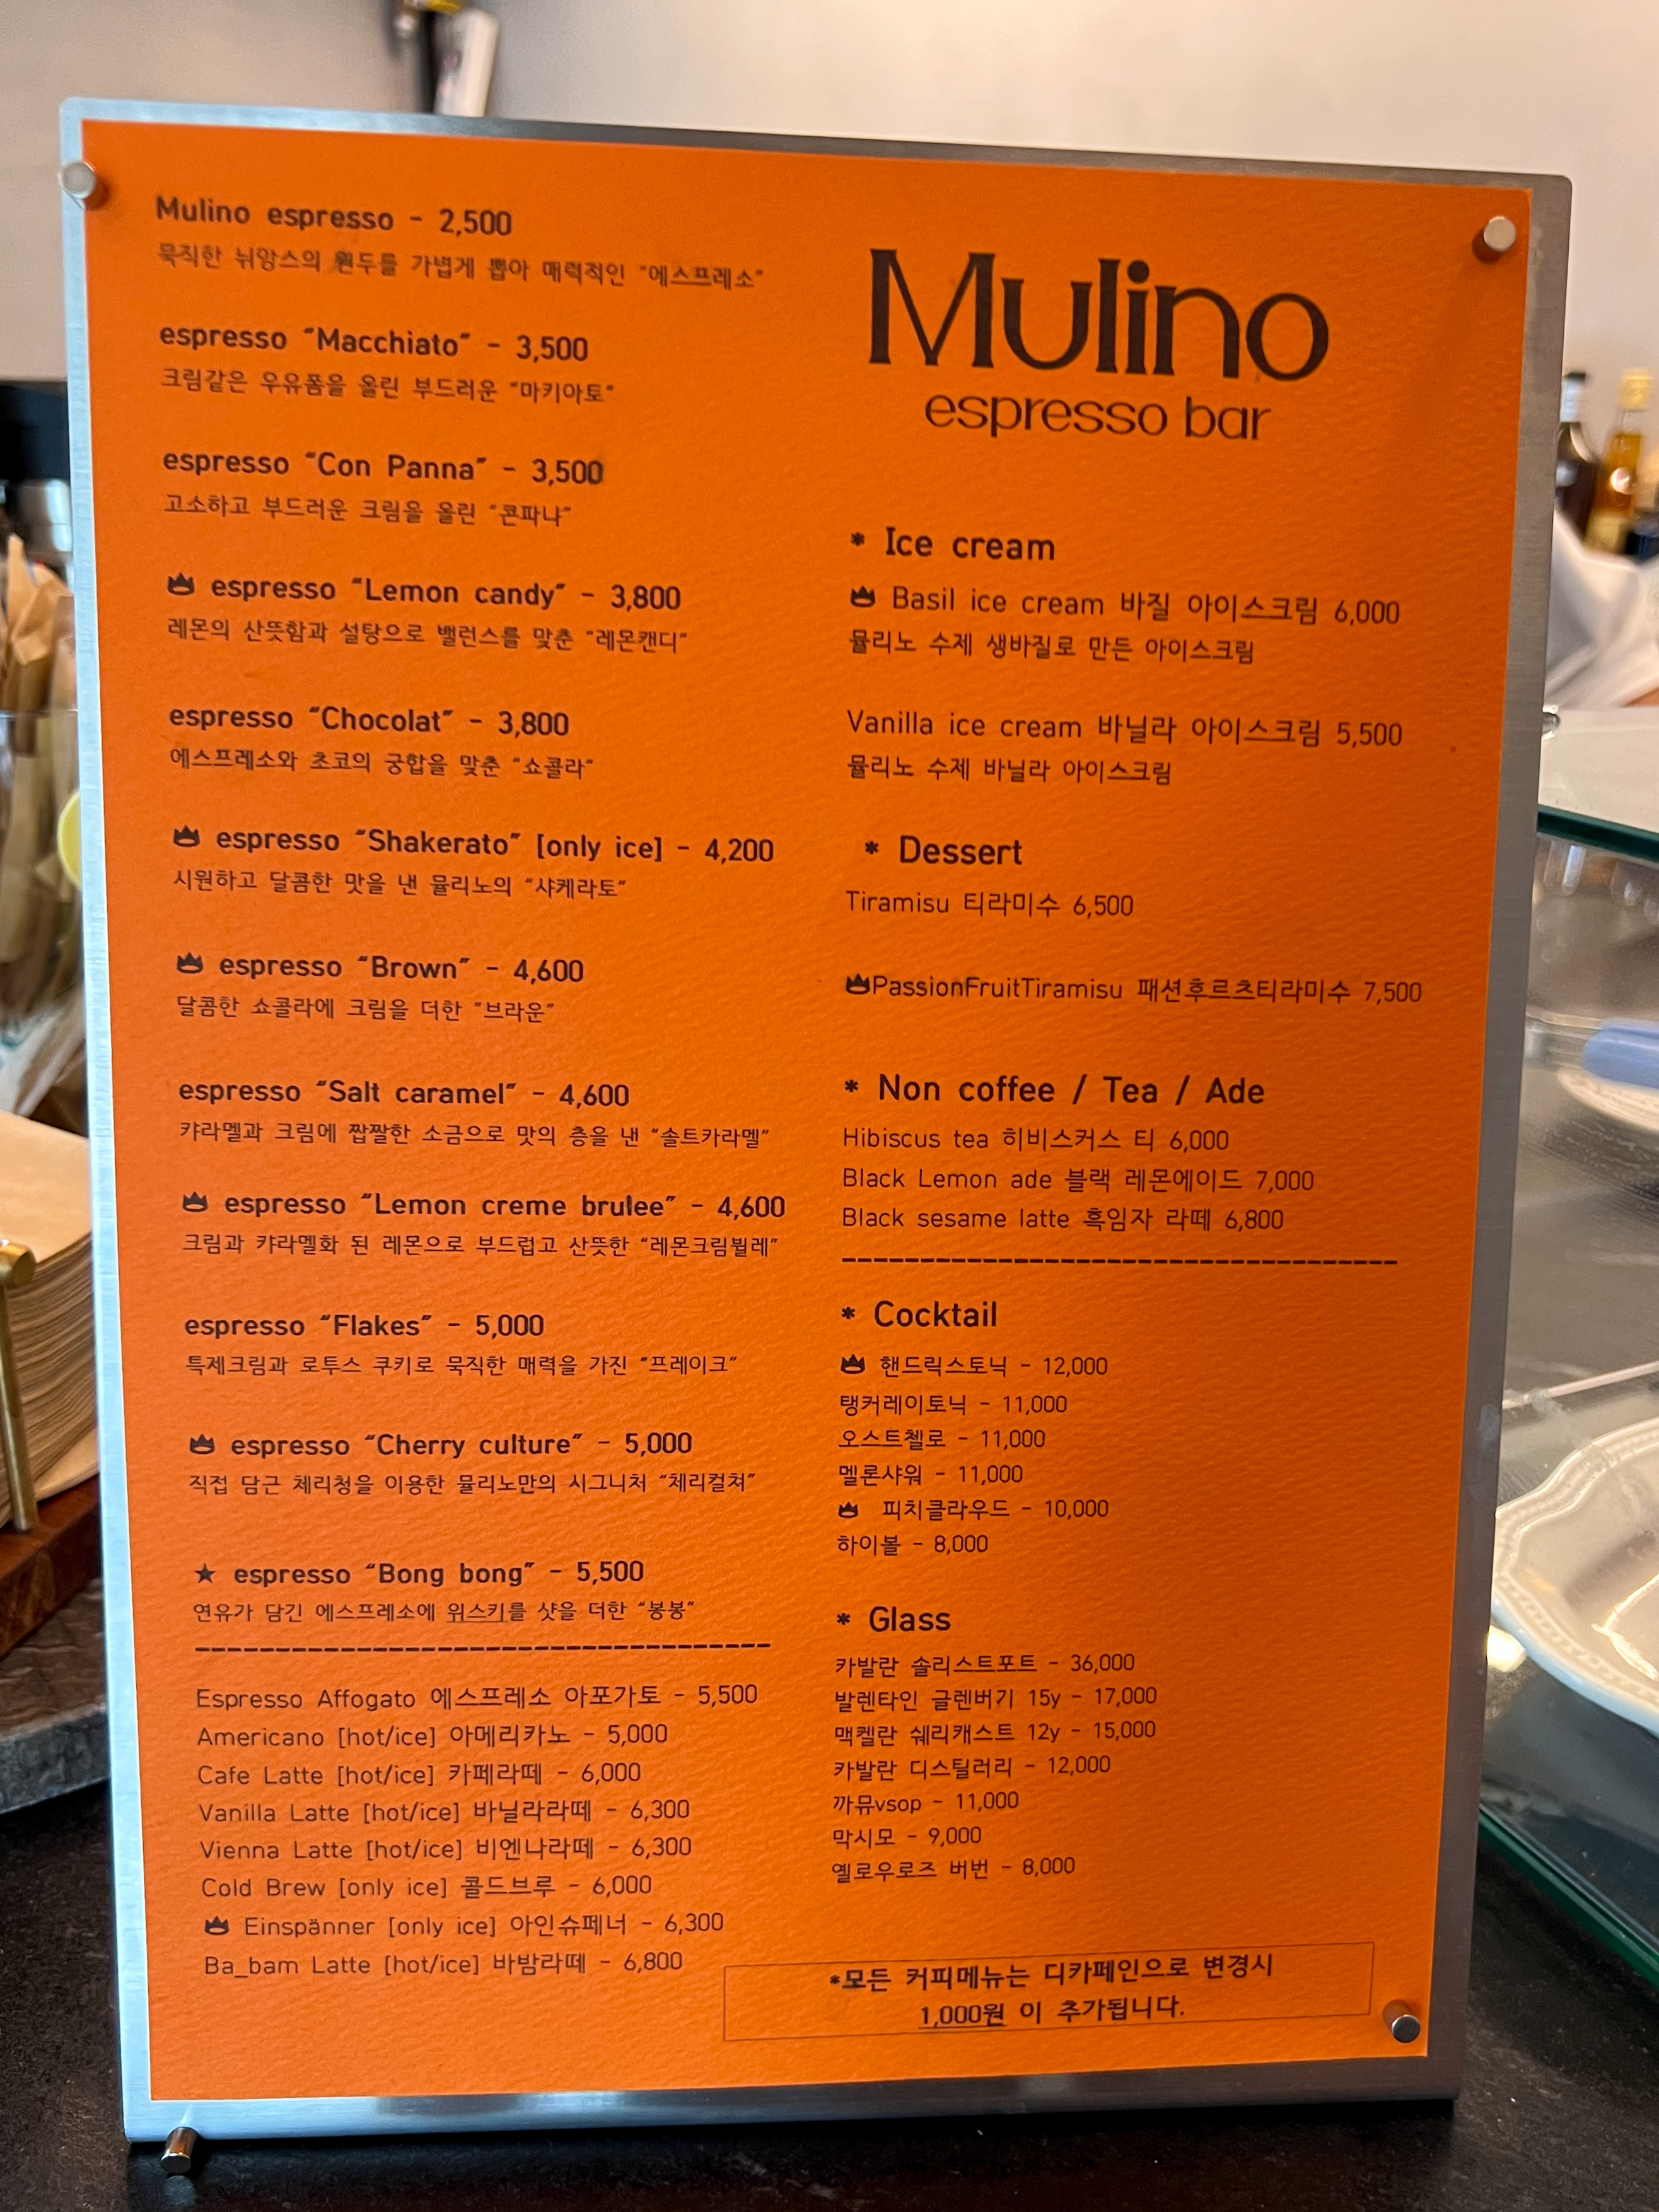 Mulino espresso - 2,500
묵직한 뉘앙스의 원두를 가볍게 뽑아 매력적인 "에스프레소"
espresso "Macchiato" - 3,500
크림같은 우유폼을 올린 부드러운 "마키아토"
espresso "Con Panna" - 3,500
고소하고 부드러운 크림을 올린 "콘파냐"
espresso "Lemon candy" - 3,800
레몬의 산뜻함과 설탕으로 밸런스를 맞춘 "레몬캔디"
espresso "Chocolat" - 3,800
에스프레소와 초코의 궁합을 맞춘 "쇼콜라"
espresso "Shakerato" [only ice] - 4,200
시원하고 달콤한 맛을 낸 뮬리노의 "샤케라토"
espresso "Brown" - 4,600
달콤한 쇼콜라에 크림을 더한 "브라운"
espresso "Salt caramel" - 4,600
캬라멜과 크림에 짭짤한 소금으로 맛의 층을 낸 "솔트카라멜"
espresso "Lemon creme brulee" - 4,600
크림과 캬라멜화 된 레몬으로 부드럽고 산뜻한 "레몬크림뷜레"
espresso "Flakes" - 5,000
특제크림과 로투스 쿠키로 묵직한 매력을 가진 "프레이크"
espresso "Cherry culture" - 5,000
직접 담근 체리청을 이용한 뮬리노만의 시그니처 "체리컬쳐"
★ espresso "Bong bong" - 5,500
연유가 담긴 에스프레소에 위스키를 샷을 더한 "봉봉"
Espresso Affogato 에스프레소 아포가토 - 5,500
Americano [hot/ice] 아메리카노 - 5,000
Cafe Latte [hot/ice] 카페라떼 - 6,000
Vanilla Latte [hot/ice] 바닐라라떼 - 6,300
Vienna Latte [hot/ice] 비엔나라떼 - 6,300
Cold Brew [only ice] 콜드브루 - 6,000
Einspänner [only ice] 아인슈페너 - 6,300
Ba_bam Latte [hot/ice] 바밤라떼 - 6,800
Mulino
espresso bar
* Ice cream
Basil ice cream 바질 아이스크림 6,000
뮬리노 수제 생바질로 만든 아이스크림
Vanilla ice cream 바닐라 아이스크림 5,500
뮬리노 수제 바닐라 아이스크림
* Dessert
Tiramisu 티라미수 6,500
PassionFruitTiramisu 패션후르츠티라미수 7,500
* Non coffee / Tea / Ade
Hibiscus tea 히비스커스 티 6,000
Black Lemon ade 블랙 레몬에이드 7,000
Black sesame latte 흑임자 라떼 6,800
* Cocktail
핸드릭스토닉 - 12,000
탱커레이토닉 - 11,000
오스트첼로 - 11,000
멜론샤워 - 11,000
피치클라우드 - 10,000
하이볼 - 8,000
* Glass
카발란 솔리스트포트 - 36,000
발렌타인 글렌버기 15y - 17,000
맥켈란 쉐리캐스트 12y - 15,000
카발란 디스틸러리 - 12,000
까뮤vsop - 11,000
막시모 - 9,000
옐로우로즈 버번 - 8,000
*모든 커피메뉴는 디카페인으로 변경시
1,000원 이 추가됩니다.